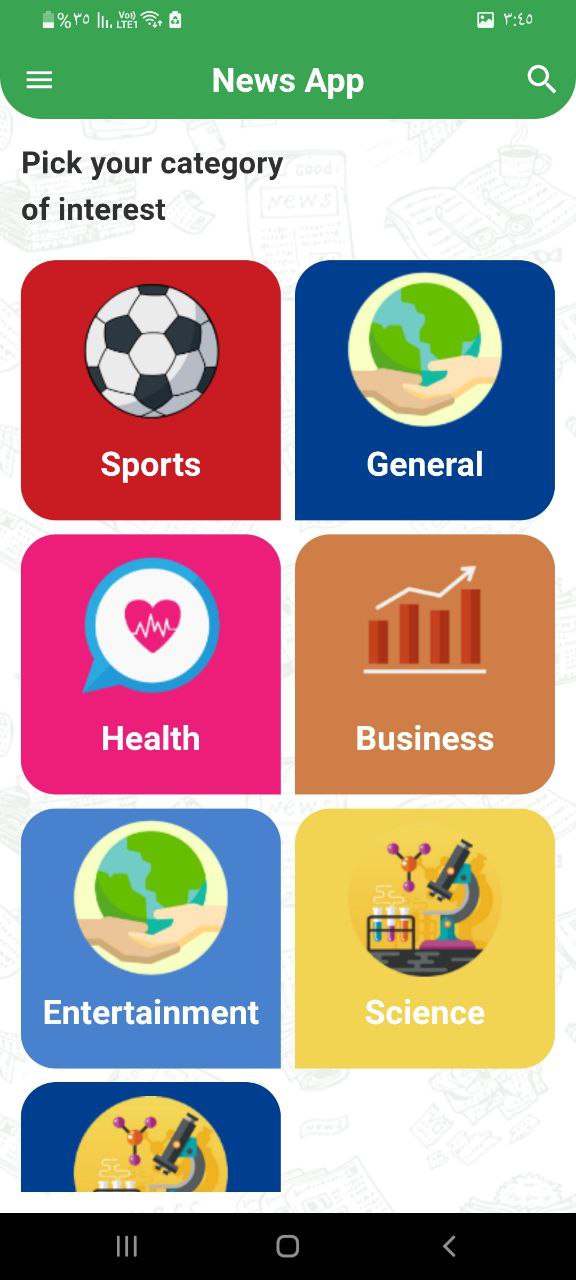 %٣٥ Vo)) LTE1 ٣:٤٥
News App
Pick your category
of interest
Sports
General
Health
Business
Entertainment
Science